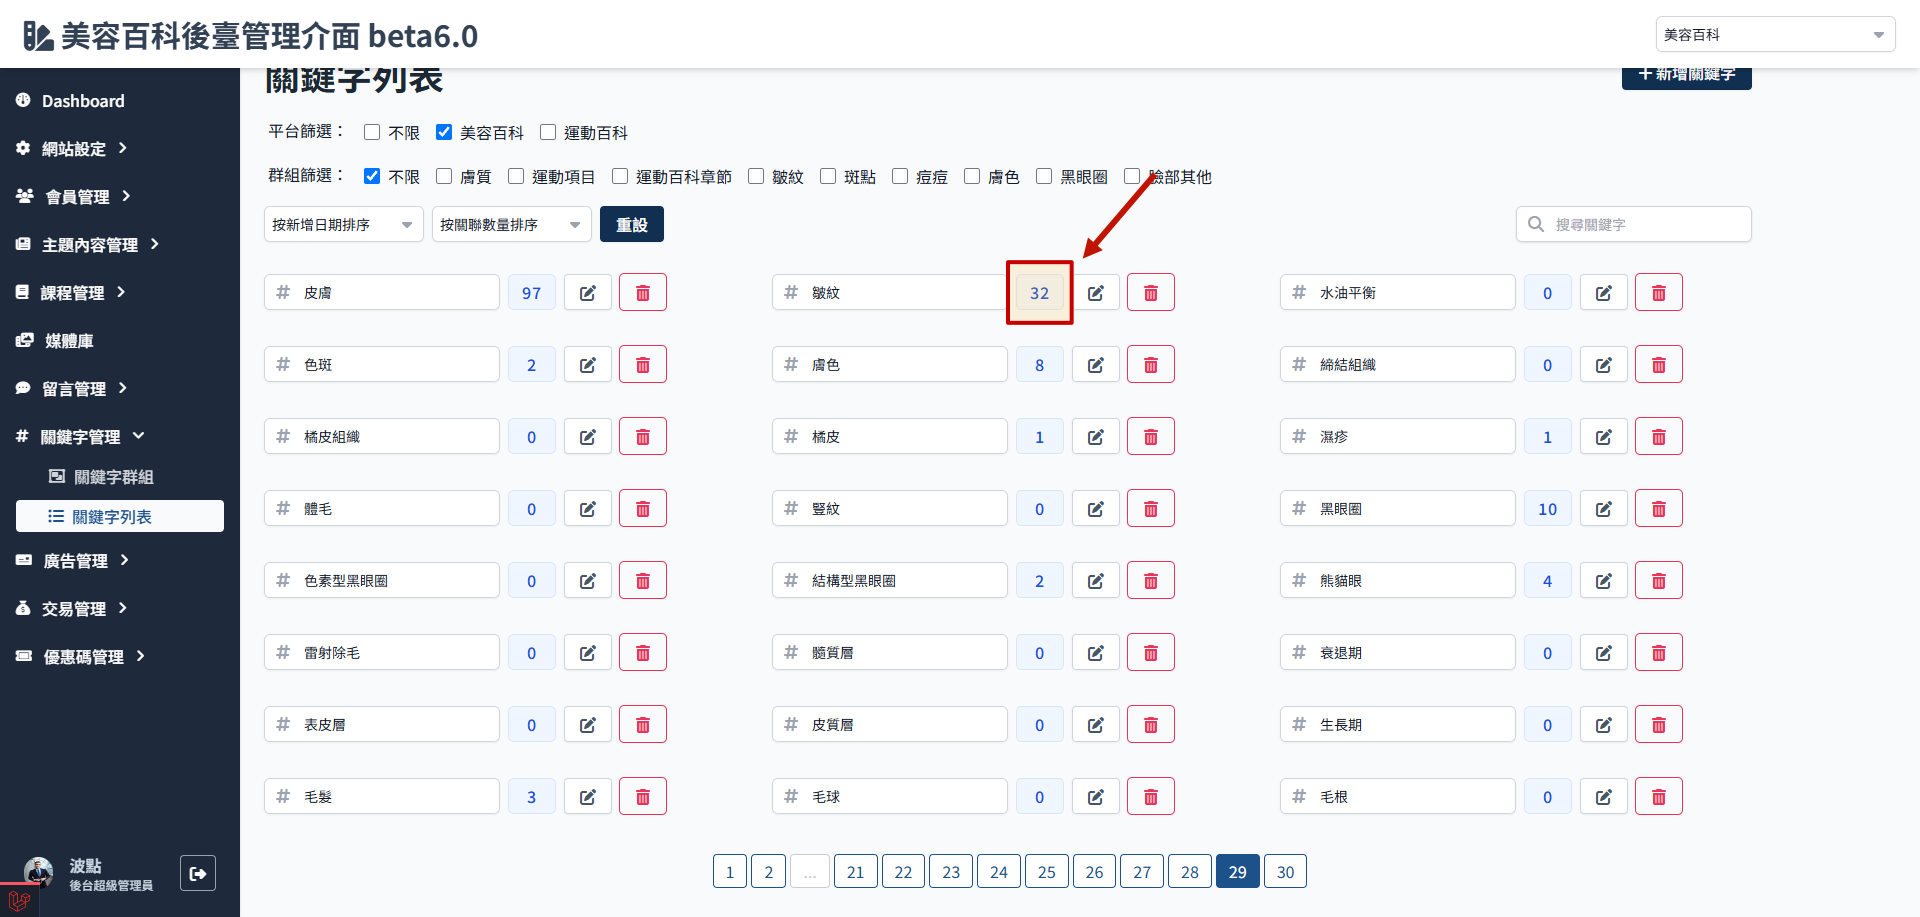 美容百科後臺管理介面 beta6.0
美容百科
Dashboard
網站設定
會員管理
主題內容管理
課程管理
媒體庫
留言管理
# 關鍵字管理
關鍵字群組
關鍵字列表
廣告管理
交易管理
優惠碼管理
波點
後台超級管理員
關鍵字列表
+新增關鍵字
平台篩選： 不限 美容百科 運動百科
群組篩選： 不限 膚質 運動項目 運動百科章節 皺紋 斑點 痘痘 膚色 黑眼圈 臉部其他
按新增日期排序 按關聯數量排序 重設 搜尋關鍵字
# 皮膚 97 # 皺紋 32 # 水油平衡 0
# 色斑 2 # 膚色 8 # 締結組織 0
# 橘皮組織 0 # 橘皮 1 # 濕疹 1
# 體毛 0 # 豎紋 0 # 黑眼圈 10
# 色素型黑眼圈 0 # 結構型黑眼圈 2 # 熊貓眼 4
# 雷射除毛 0 # 髓質層 0 # 衰退期 0
# 表皮層 0 # 皮質層 0 # 生長期 0
# 毛髮 3 # 毛球 0 # 毛根 0
1 2 ... 21 22 23 24 25 26 27 28 29 30